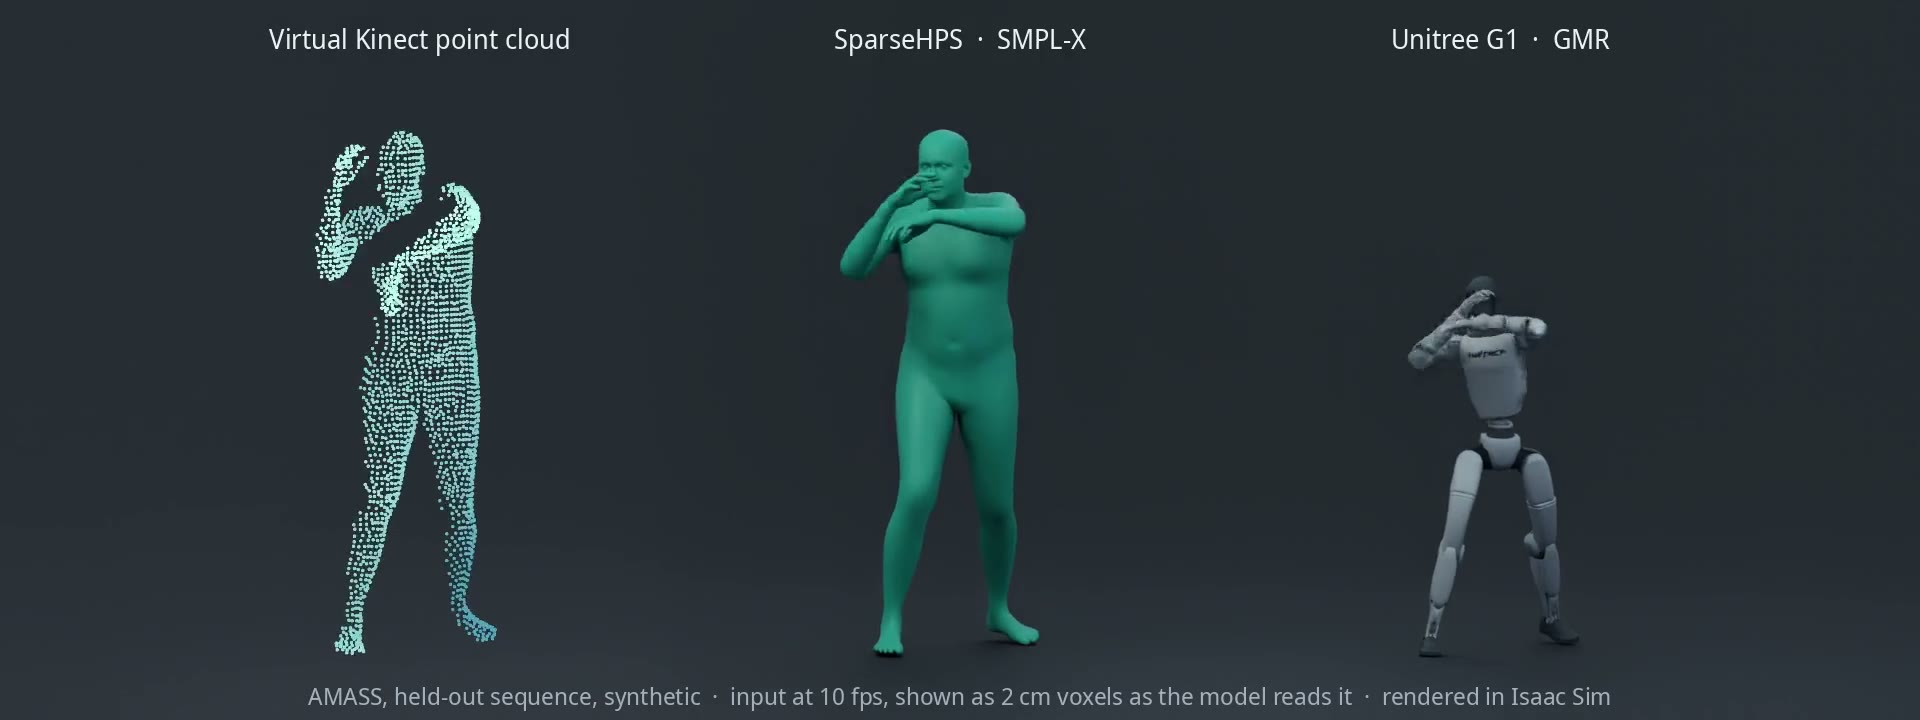 Virtual Kinect point cloud
SparseHPS · SMPL-X
Unitree G1 · GMR
AMASS, held-out sequence, synthetic · input at 10 fps, shown as 2 cm voxels as the model reads it · rendered in Isaac Sim